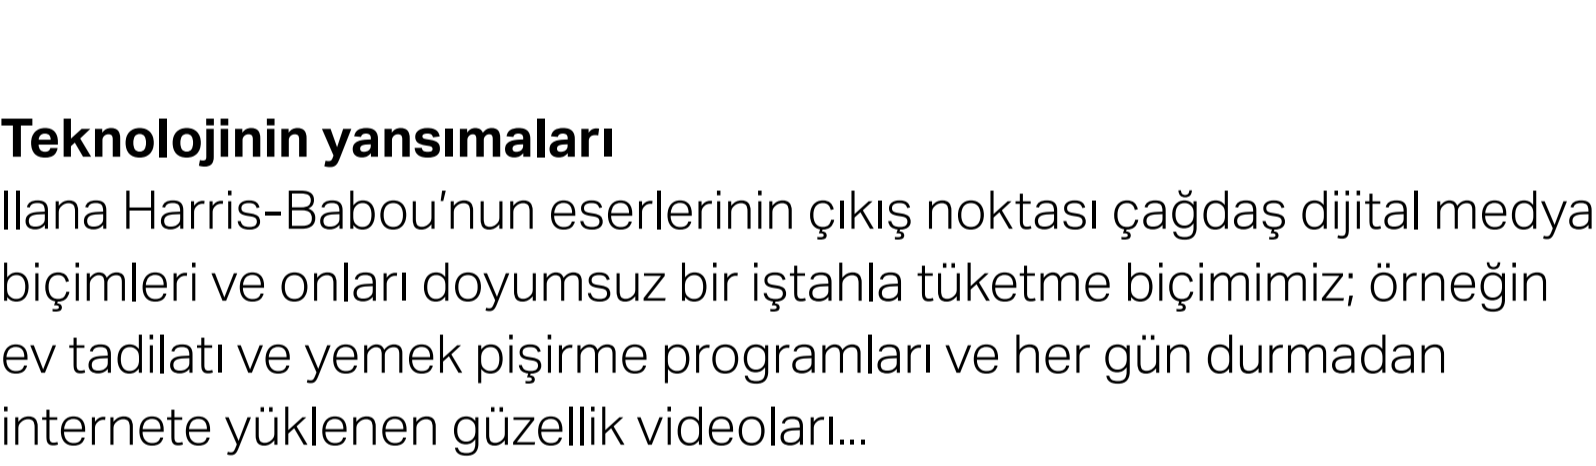 Teknolojinin yansımaları
Ilana Harris-Babou’nun eserlerinin çıkış noktası çağdaş dijital medya
biçimleri ve onları doyumsuz bir iştahla tüketme biçimimiz; örneğin
ev tadilatı ve yemek pişirme programları ve her gün durmadan
internete yüklenen güzellik videoları...